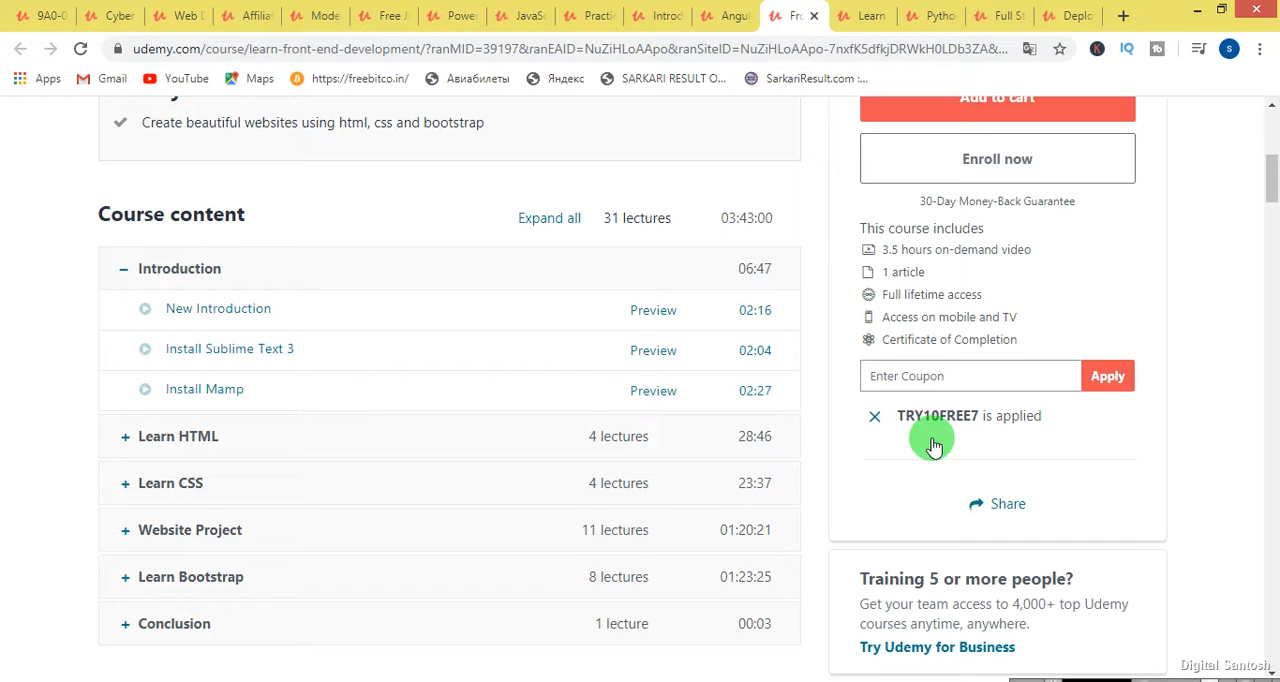 9A0-0
Cyber
Web D
Affilia
Mode
Free J
Power
JavaSc
Practi
Introd
Angu
Fro
Learn
Pytho
Full St
Deplo
udemy.com/course/learn-front-end-development/?ranMID=39197&ranEAID=NuZiHLoAApo&ranSiteID=NuZiHLoAApo-7nxfK5dfkjDRWkH0LDb3ZA&...
K
IQ
tb
S
Apps
Gmail
YouTube
Maps
https://freebitco.in/
Авиабилеты
Яндекс
SARKARI RESULT O...
SarkariResult.com :...
Create beautiful websites using html, css and bootstrap
Course content
Expand all
31 lectures
03:43:00
Introduction 06:47
New Introduction Preview 02:16
Install Sublime Text 3 Preview 02:04
Install Mamp Preview 02:27
Learn HTML 4 lectures 28:46
Learn CSS 4 lectures 23:37
Website Project 11 lectures 01:20:21
Learn Bootstrap 8 lectures 01:23:25
Conclusion 1 lecture 00:03
Add to cart
Enroll now
30-Day Money-Back Guarantee
This course includes
3.5 hours on-demand video
1 article
Full lifetime access
Access on mobile and TV
Certificate of Completion
Enter Coupon
Apply
TRY10FREE7 is applied
Share
Training 5 or more people?
Get your team access to 4,000+ top Udemy
courses anytime, anywhere.
Try Udemy for Business
Digital Santosh